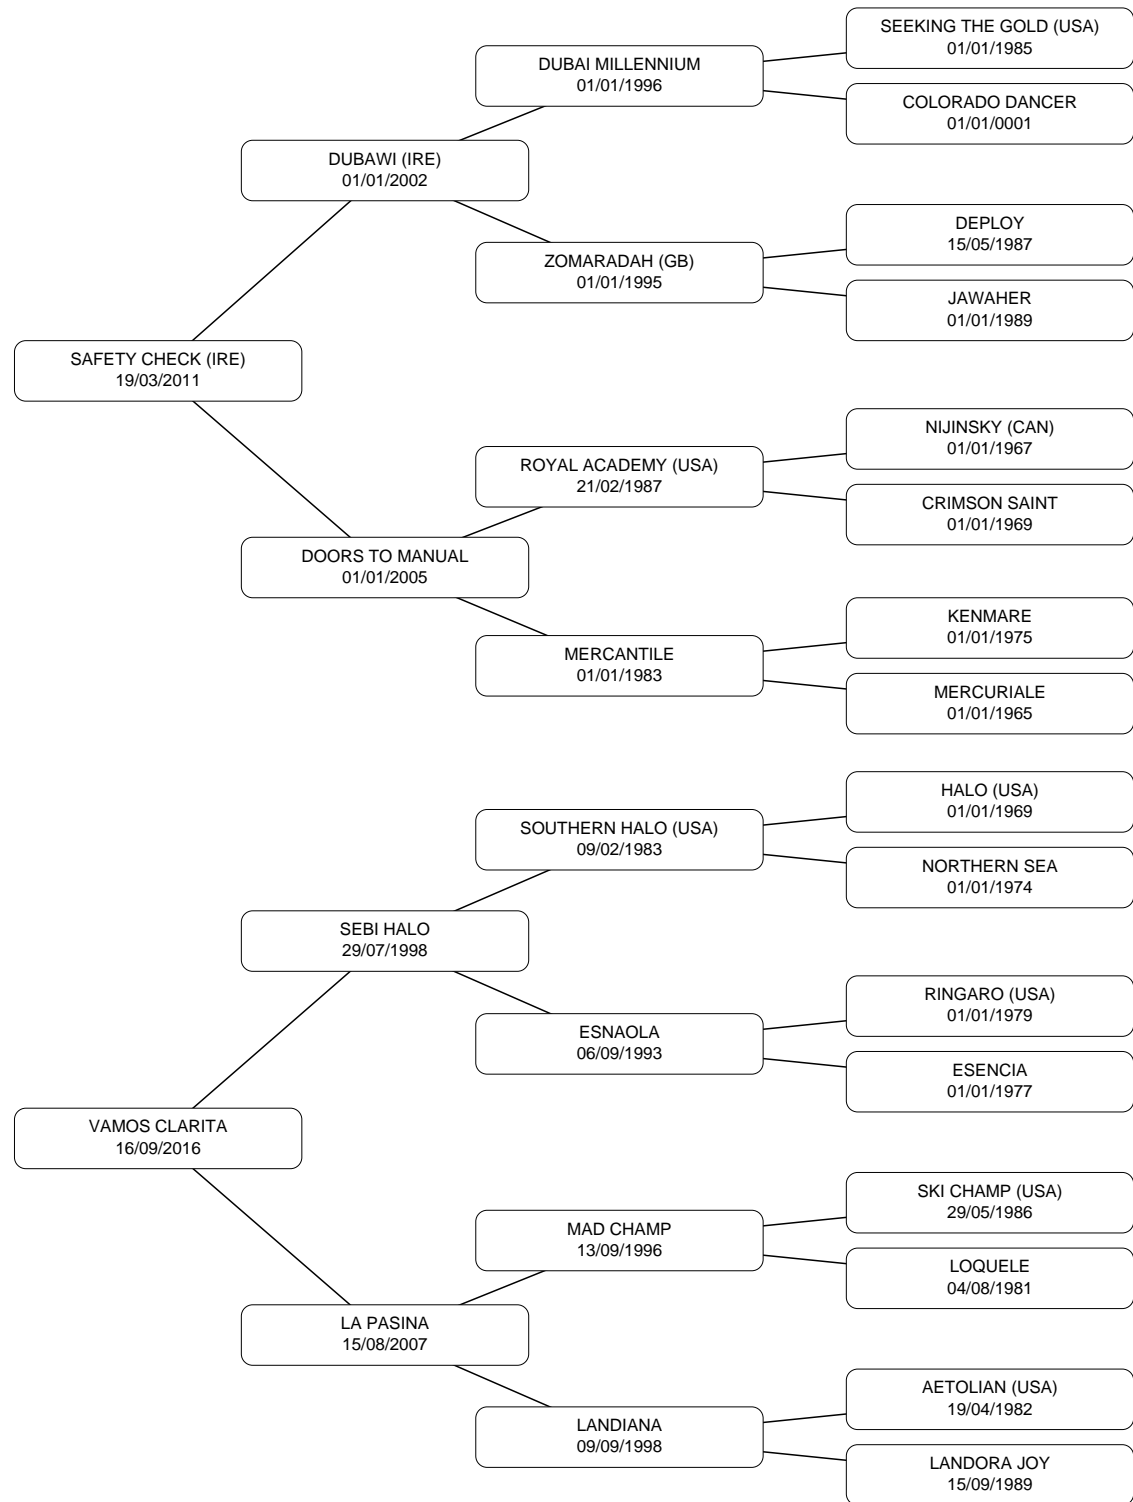 SEEKING THE GOLD (USA)
01/01/1985
DUBAI MILLENNIUM
01/01/1996
COLORADO DANCER
01/01/0001
DUBAWI (IRE)
01/01/2002
DEPLOY
15/05/1987
ZOMARADAH (GB)
01/01/1995
JAWAHER
01/01/1989
SAFETY CHECK (IRE)
19/03/2011
NIJINSKY (CAN)
01/01/1967
ROYAL ACADEMY (USA)
21/02/1987
CRIMSON SAINT
01/01/1969
DOORS TO MANUAL
01/01/2005
KENMARE
01/01/1975
MERCANTILE
01/01/1983
MERCURIALE
01/01/1965
HALO (USA)
01/01/1969
SOUTHERN HALO (USA)
09/02/1983
NORTHERN SEA
01/01/1974
SEBI HALO
29/07/1998
RINGARO (USA)
01/01/1979
ESNAOLA
06/09/1993
ESENCIA
01/01/1977
VAMOS CLARITA
16/09/2016
SKI CHAMP (USA)
29/05/1986
MAD CHAMP
13/09/1996
LOQUELE
04/08/1981
LA PASINA
15/08/2007
AETOLIAN (USA)
19/04/1982
LANDIANA
09/09/1998
LANDORA JOY
15/09/1989